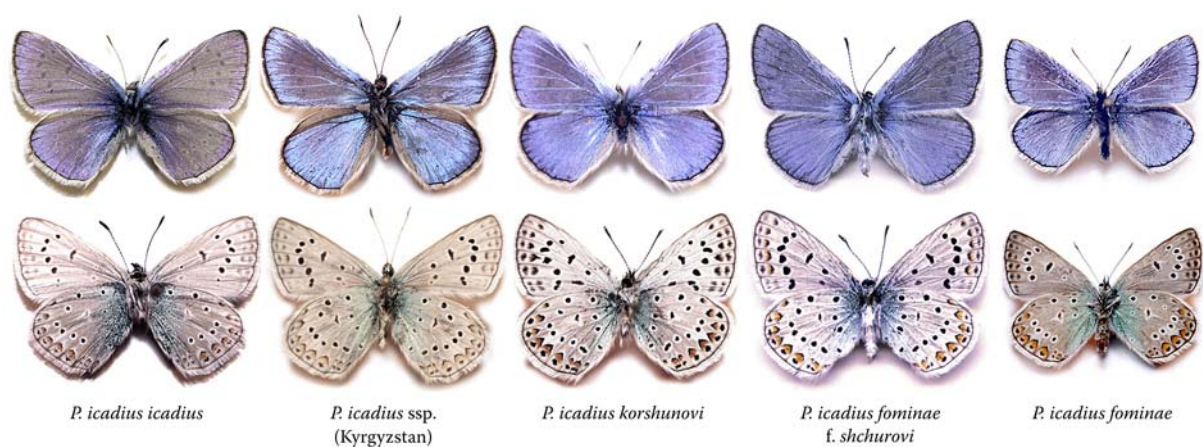 P. icadius icadius
P. icadius ssp.
(Kyrgyzstan)
P. icadius korshunovi
P. icadius fominae
f. shchurovi
P. icadius fominae